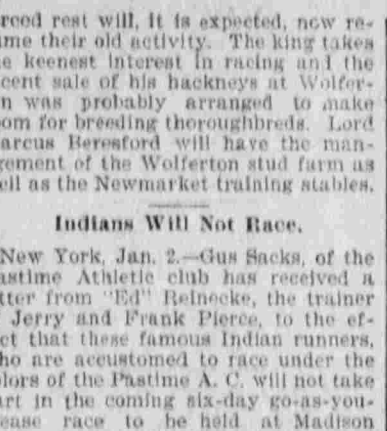 rced rest will, it is expected, now re-
me their old activity. The king takes
e keenest interest in racing and the
cent sale of his hackneys at Wolfer-
n was probably arranged to make
oom for breeding thoroughbreds. Lord
arcus Beresford will have the man-
gement of the Wolferton stud farm as
ell as the Newmarket training stables.
Indians Will Not Race.
New York, Jan. 2.—Gus Sacks, of the
astime Athletic club has received a
tter from "Ed" Reinecke, the trainer
Jerry and Frank Pierce, to the ef-
ct that these famous Indian runners,
ho are accustomed to race under the
lors of the Pastime A. C. will not take
art in the coming six-day go-as-you-
ease race to be held at Madison